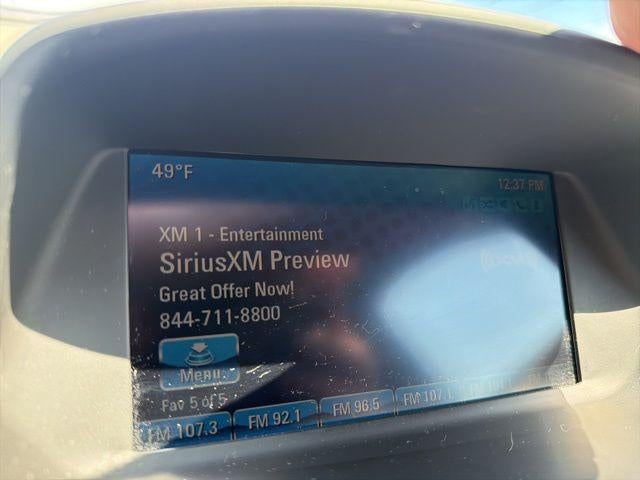 49°F
12:37 PM
XM 1 - Entertainment
SiriusXM Preview
Great Offer Now!
844-711-8800
Menu
Fav 5 of 5
FM 107.3 FM 92.1 FM 96.5 FM 107.1